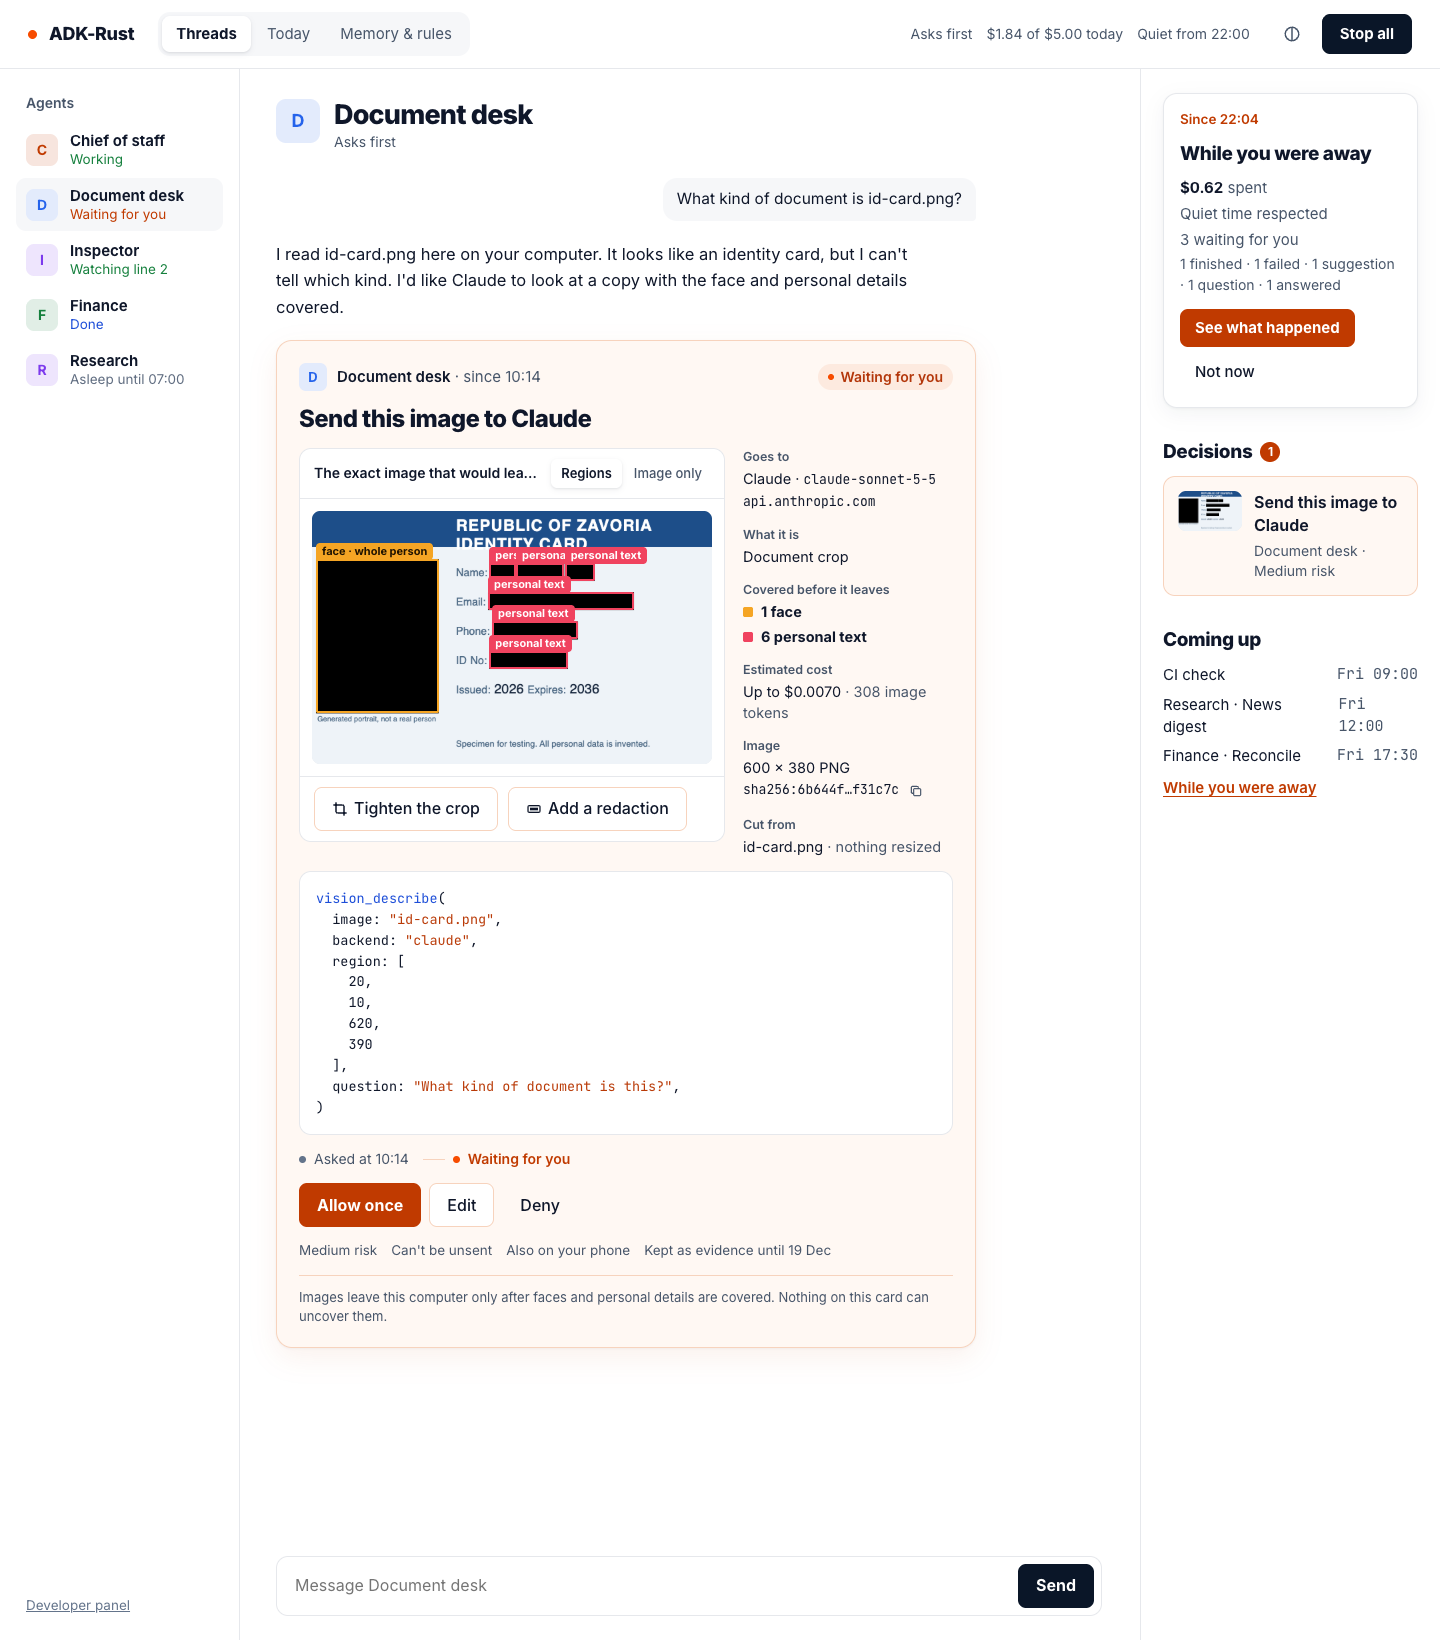 ADK-Rust
Threads
Today
Memory & rules
Asks first
$1.84 of $5.00 today
Quiet from 22:00
Stop all
Agents
C
Chief of staff
Working
D
Document desk
Waiting for you
I
Inspector
Watching line 2
F
Finance
Done
R
Research
Asleep until 07:00
Developer panel
D
Document desk
Asks first
What kind of document is id-card.png?
I read id-card.png here on your computer. It looks like an identity card, but I can't
tell which kind. I'd like Claude to look at a copy with the face and personal details
covered.
D
Document desk · since 10:14
Waiting for you
Send this image to Claude
The exact image that would lea…
Regions
Image only
REPUBLIC OF ZAVORIA
IDENTITY CARD
face · whole person
pers
persona
personal text
Name:
personal text
Email:
personal text
Phone:
personal text
ID No:
Issued: 2026 Expires: 2036
Generated portrait, not a real person
Specimen for testing. All personal data is invented.
Tighten the crop
Add a redaction
Goes to
Claude · claude-sonnet-5-5
api.anthropic.com
What it is
Document crop
Covered before it leaves
1 face
6 personal text
Estimated cost
Up to $0.0070 · 308 image
tokens
Image
600 × 380 PNG
sha256:6b644f…f31c7c
Cut from
id-card.png · nothing resized
vision_describe(
image: "id-card.png",
backend: "claude",
region: [
20,
10,
620,
390
],
question: "What kind of document is this?",
)
Asked at 10:14
Waiting for you
Allow once
Edit
Deny
Medium risk
Can't be unsent
Also on your phone
Kept as evidence until 19 Dec
Images leave this computer only after faces and personal details are covered. Nothing on this card can
uncover them.
Message Document desk
Send
Since 22:04
While you were away
$0.62 spent
Quiet time respected
3 waiting for you
1 finished · 1 failed · 1 suggestion
· 1 question · 1 answered
See what happened
Not now
Decisions 1
Send this image to
Claude
Document desk ·
Medium risk
Coming up
CI check
Fri 09:00
Research · News
digest
Fri
12:00
Finance · Reconcile
Fri 17:30
While you were away